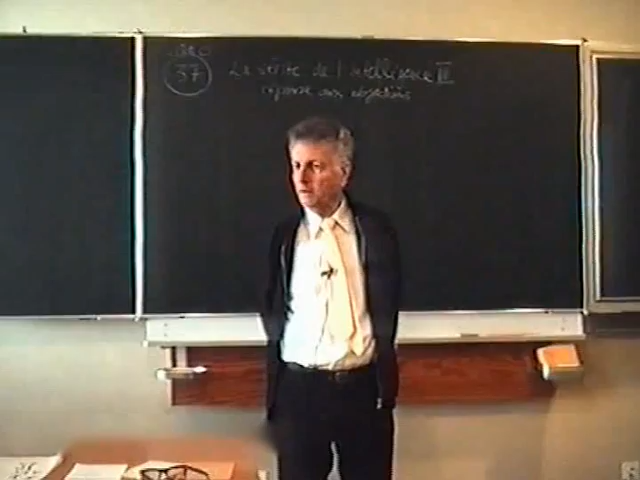 37 La vérité de l'intelligence III
réponse aux objections